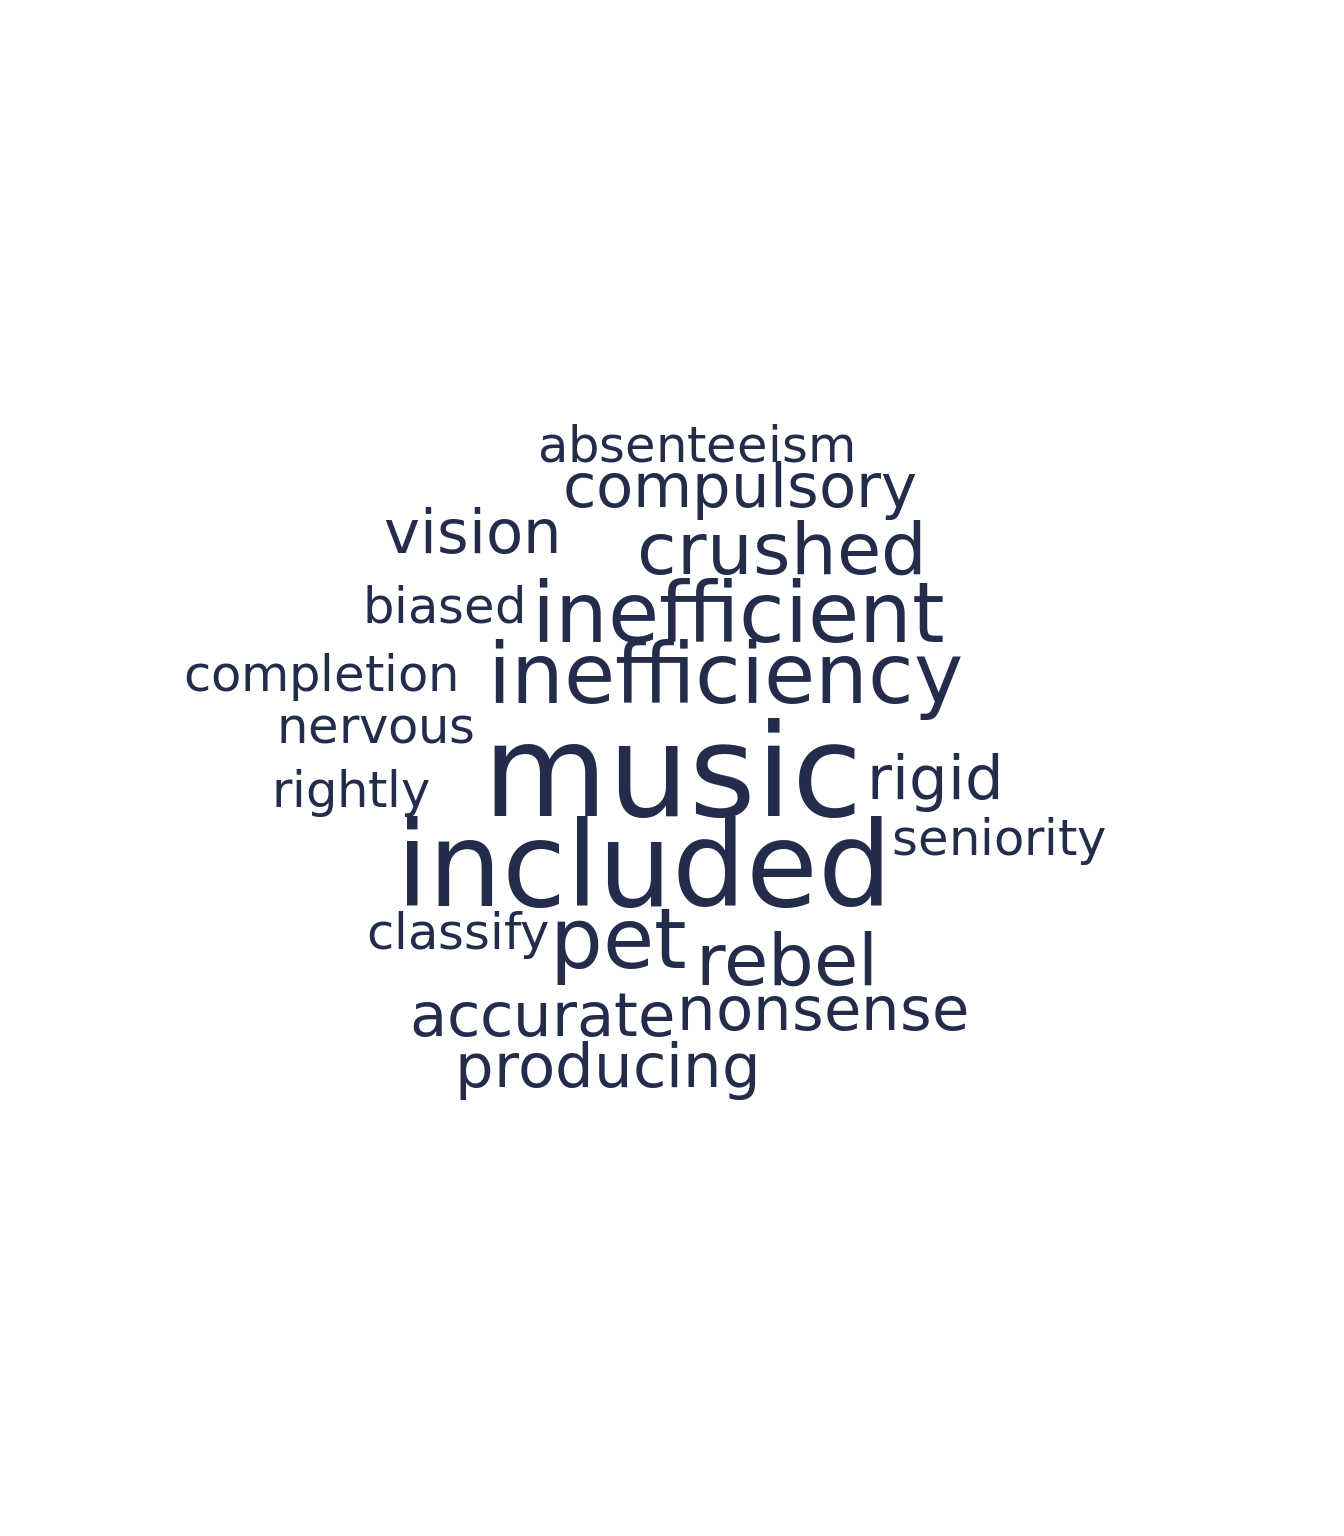 absenteeism
compulsory
vision
crushed
biased
inefficient
completion
inefficiency
nervous
music
rigid
rightly
included
seniority
classify
pet
rebel
accurate
nonsense
producing